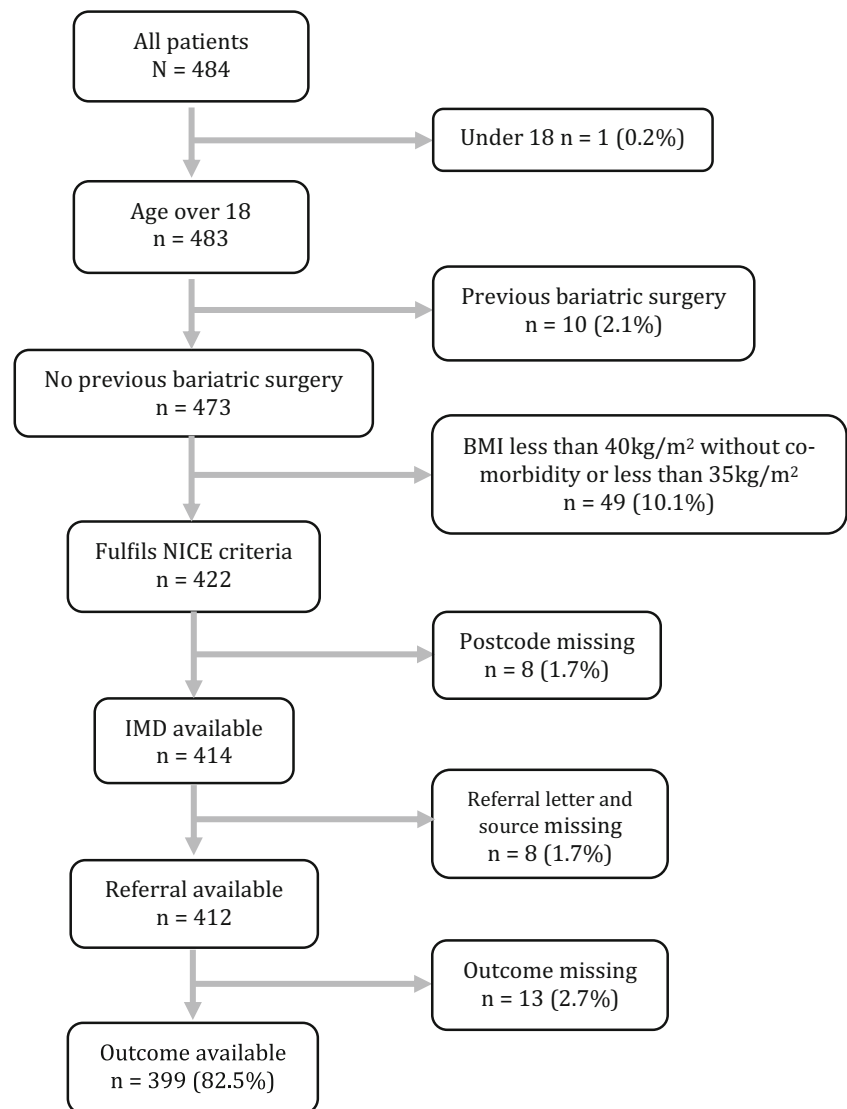 All patients
N = 484
Under 18 n = 1 (0.2%)
Age over 18
n = 483
Previous bariatric surgery
n = 10 (2.1%)
No previous bariatric surgery
n = 473
BMI less than 40kg/m² without co-
morbidity or less than 35kg/m²
n = 49 (10.1%)
Fulfils NICE criteria
n = 422
Postcode missing
n = 8 (1.7%)
IMD available
n = 414
Referral letter and
source missing
n = 8 (1.7%)
Referral available
n = 412
Outcome missing
n = 13 (2.7%)
Outcome available
n = 399 (82.5%)